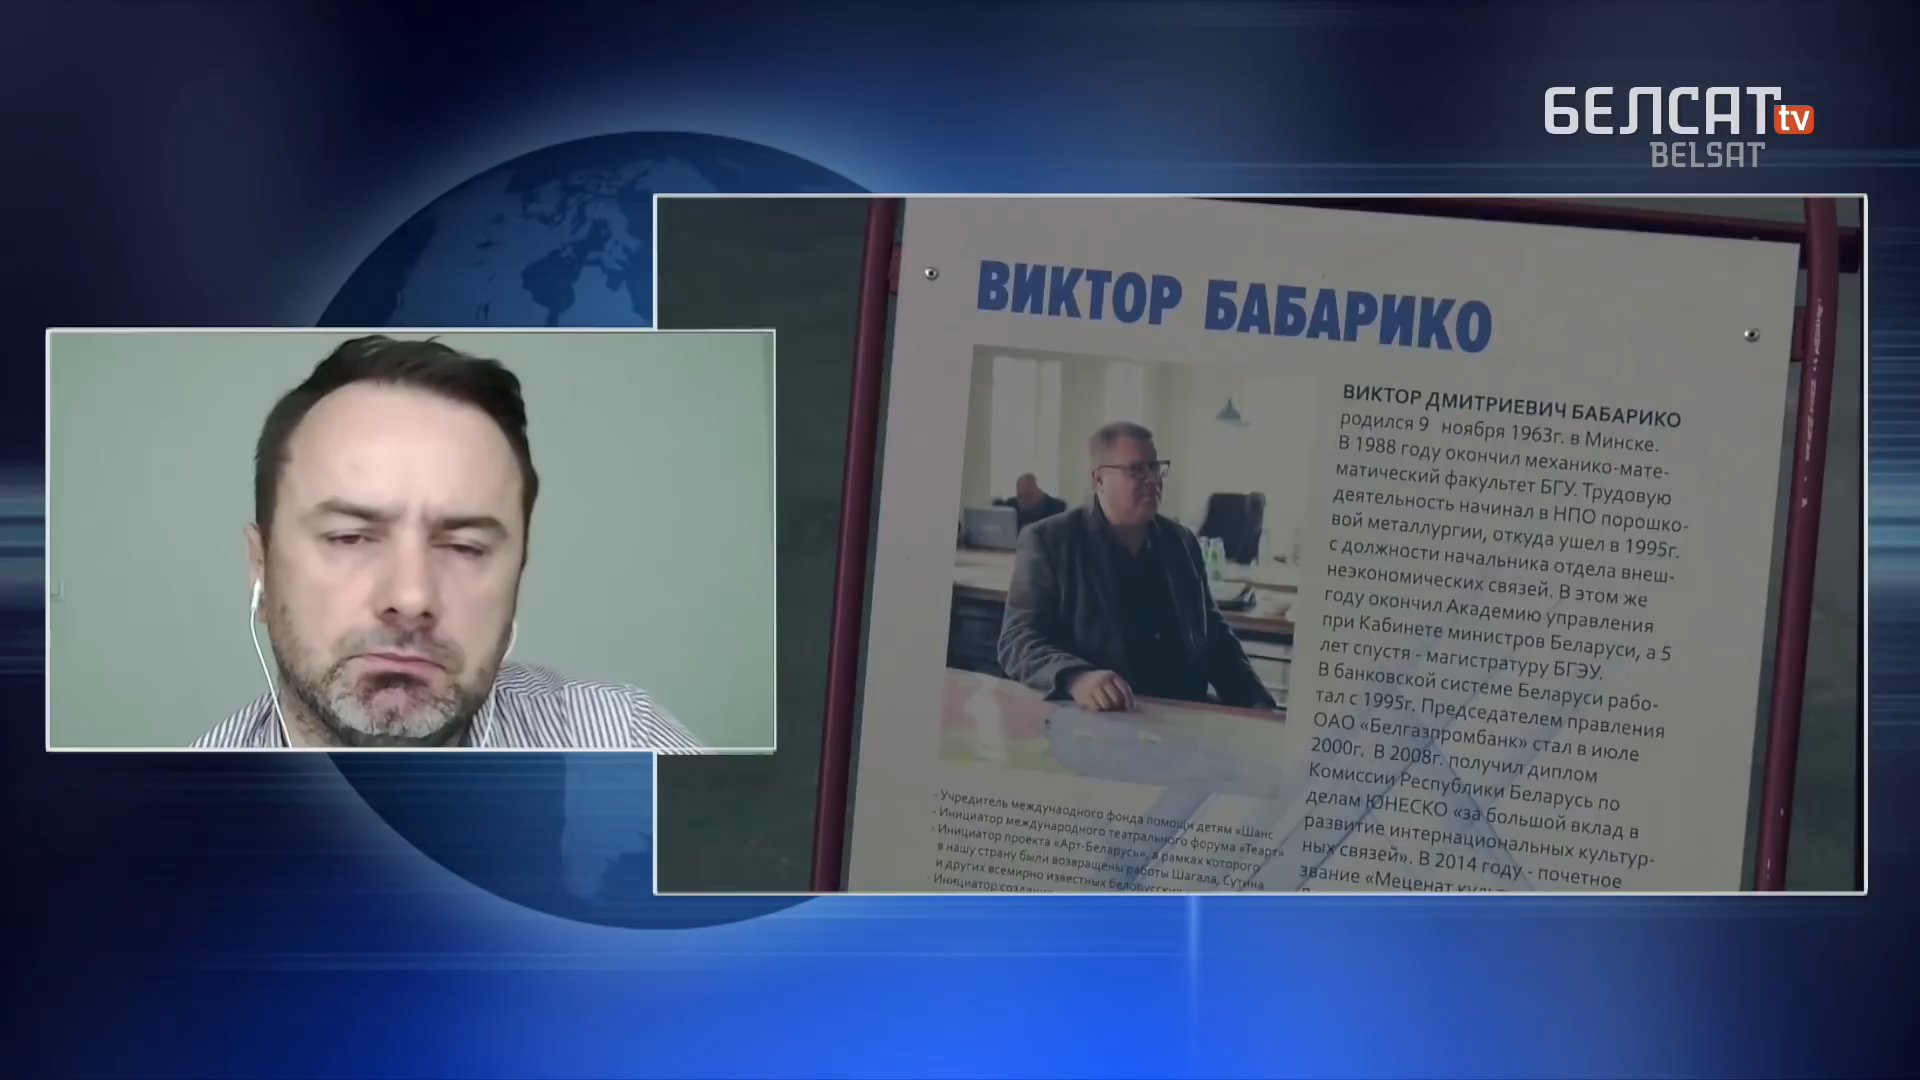 БЕЛСАТ tv
BELSAT
ВИКТОР БАБАРИКО
ВИКТОР ДМИТРИЕВИЧ БАБАРИКО
родился 9 ноября 1963г. в Минске.
В 1988 году окончил механико-мате-
матический факультет БГУ. Трудовую
деятельность начинал в НПО порошко-
вой металлургии, откуда ушел в 1995г.
с должности начальника отдела внеш-
неэкономических связей. В этом же
году окончил Академию управления
при Кабинете министров Беларуси, а 5
лет спустя - магистратуру БГЭУ.
В банковской системе Беларуси рабо-
тал с 1995г. Председателем правления
ОАО «Белгазпромбанк» стал в июле
2000г. В 2008г. получил диплом
Комиссии Республики Беларусь по
делам ЮНЕСКО «за большой вклад в
развитие интернациональных культур-
ных связей». В 2014 году - почетное
звание «Меценат
- Учредитель международного фонда помощи детям «Шанс
- Инициатор международного театрального форума «Теарт»
- Инициатор проекта «Арт-Беларусь», в рамках которого
в нашу страну были возвращены работы Шагала, Сутина
и других всемирно известных белорусских
- Инициатор